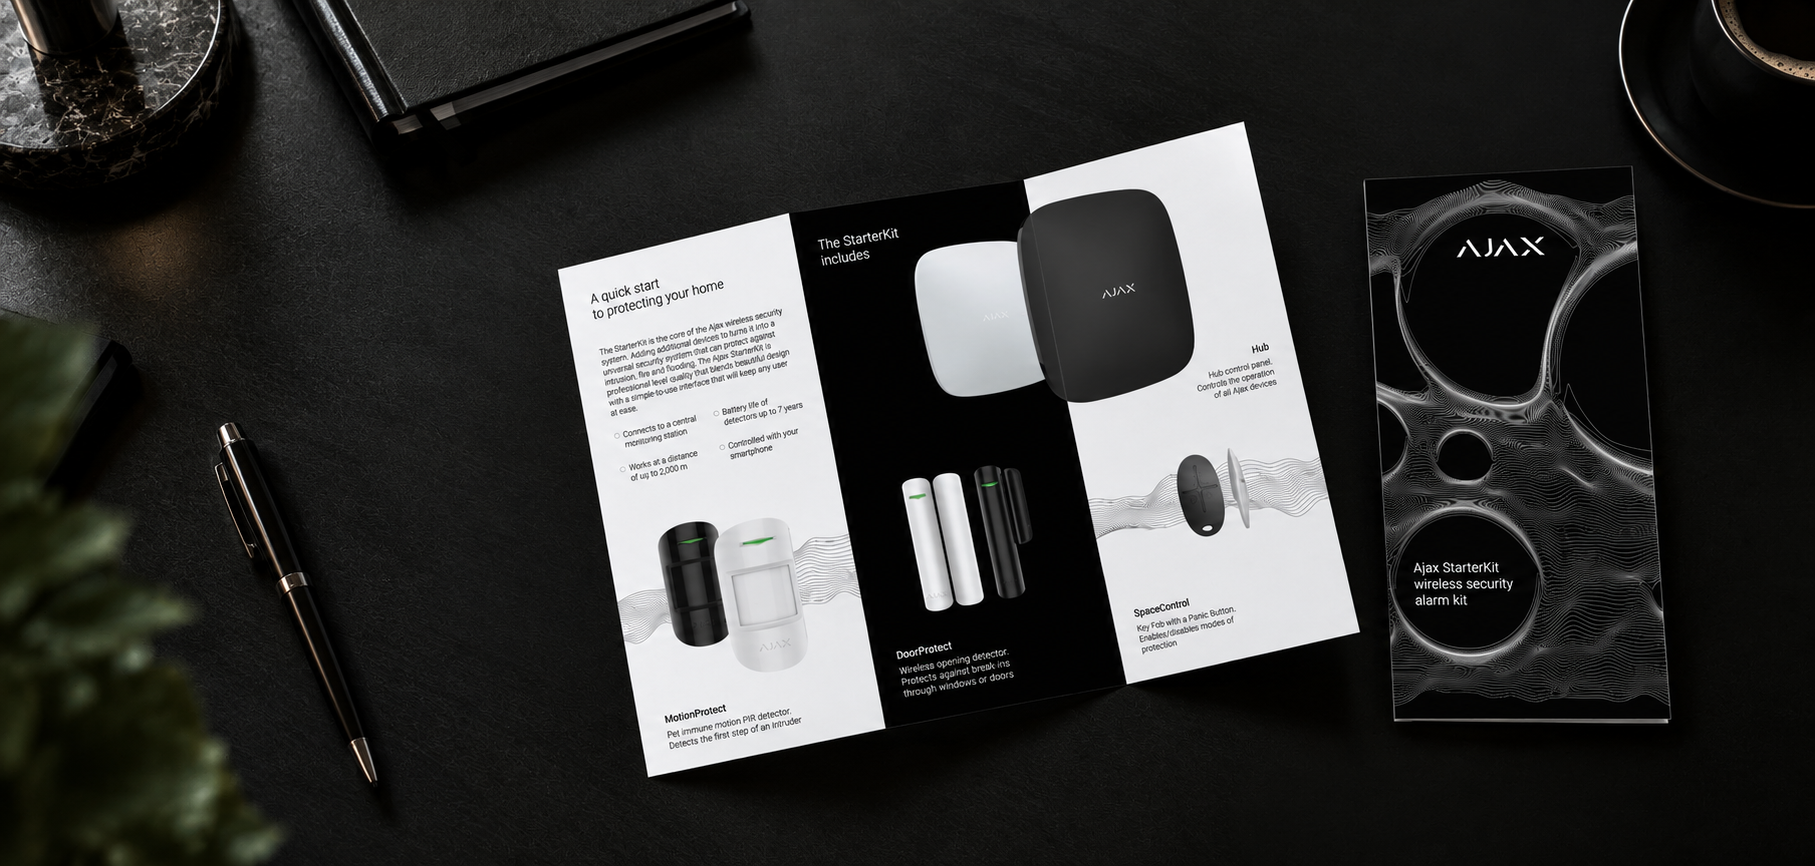 A quick start
to protecting your home
The StarterKit is the core of the Ajax wireless security
system. Adding additional devices to turns it into a
universal security system that can protect against
intrusion, fire and flooding. The Ajax StarterKit is
professional level quality that blends beautiful design
with a simple-to-use interface that will keep any user
at ease.
Connects to a central
monitoring station
Works at a distance
of up to 2,000 m
Battery life of
detectors up to 7 years
Controlled with your
smartphone
AJAX
MotionProtect
Pet immune motion PIR detector.
Detects the first step of an intruder
The StarterKit
includes
AJAX
AJAX
DoorProtect
Wireless opening detector.
Protects against break-ins
through windows or doors
Hub
Hub control panel.
Controls the operation
of all Ajax devices
SpaceControl
Key Fob with a Panic Button.
Enables/disables modes of
protection
AJAX
Ajax StarterKit
wireless security
alarm kit